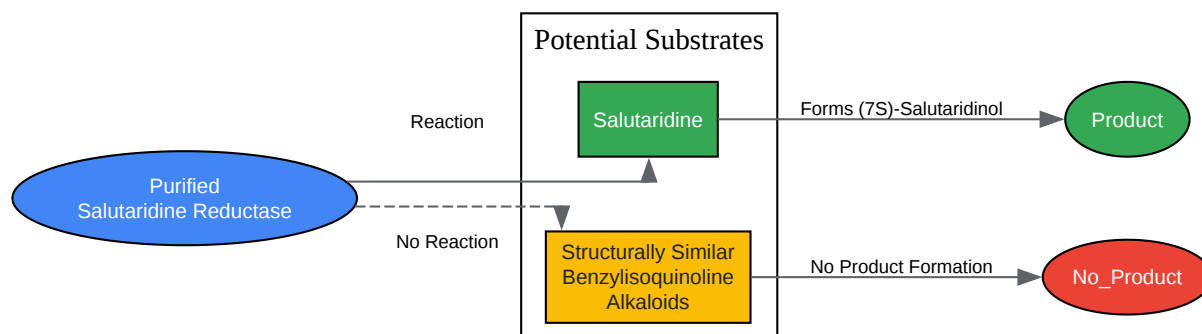 Potential Substrates
Reaction
Salutaridine
Forms (7S)-Salutaridinol
Product
Purified
Salutaridine Reductase
No Reaction
Structurally Similar
Benzylisoquinoline
Alkaloids
No Product Formation
No_Product